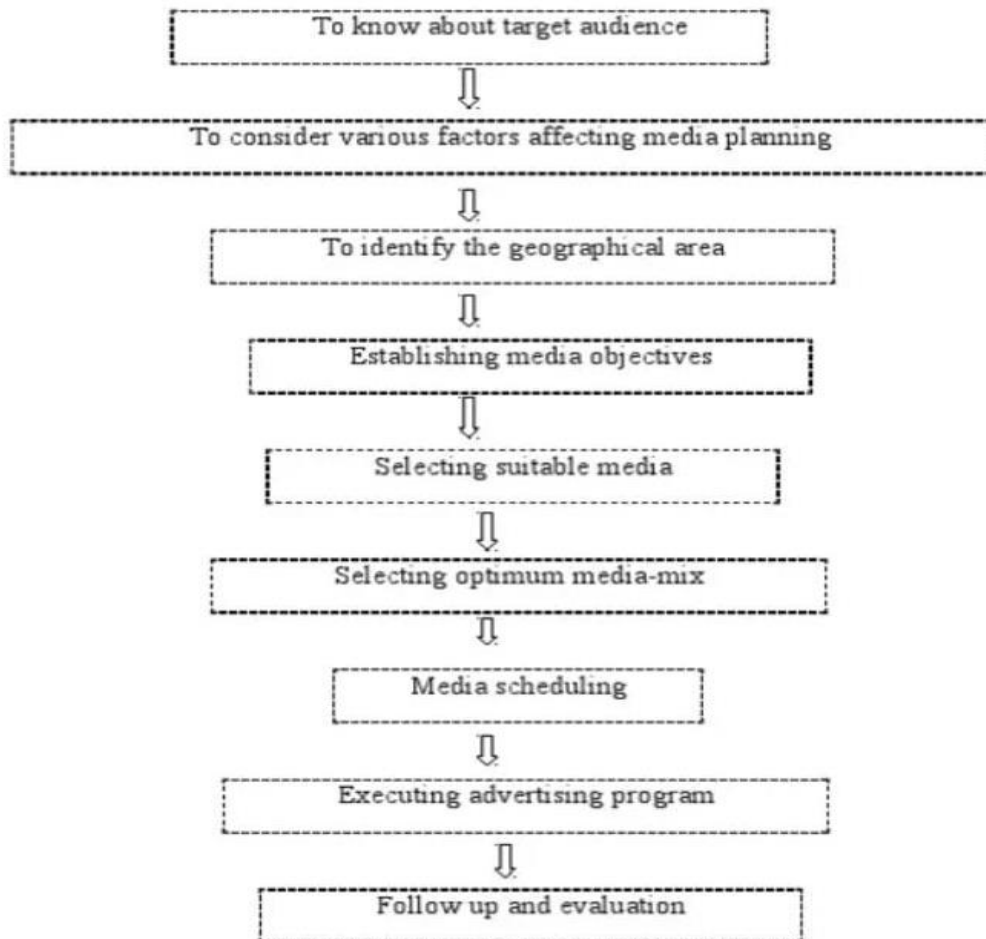 To know about target audience
To consider various factors affecting media planning
To identify the geographical area
Establishing media objectives
Selecting suitable media
Selecting optimum media-mix
Media scheduling
Executing advertising program
Follow up and evaluation